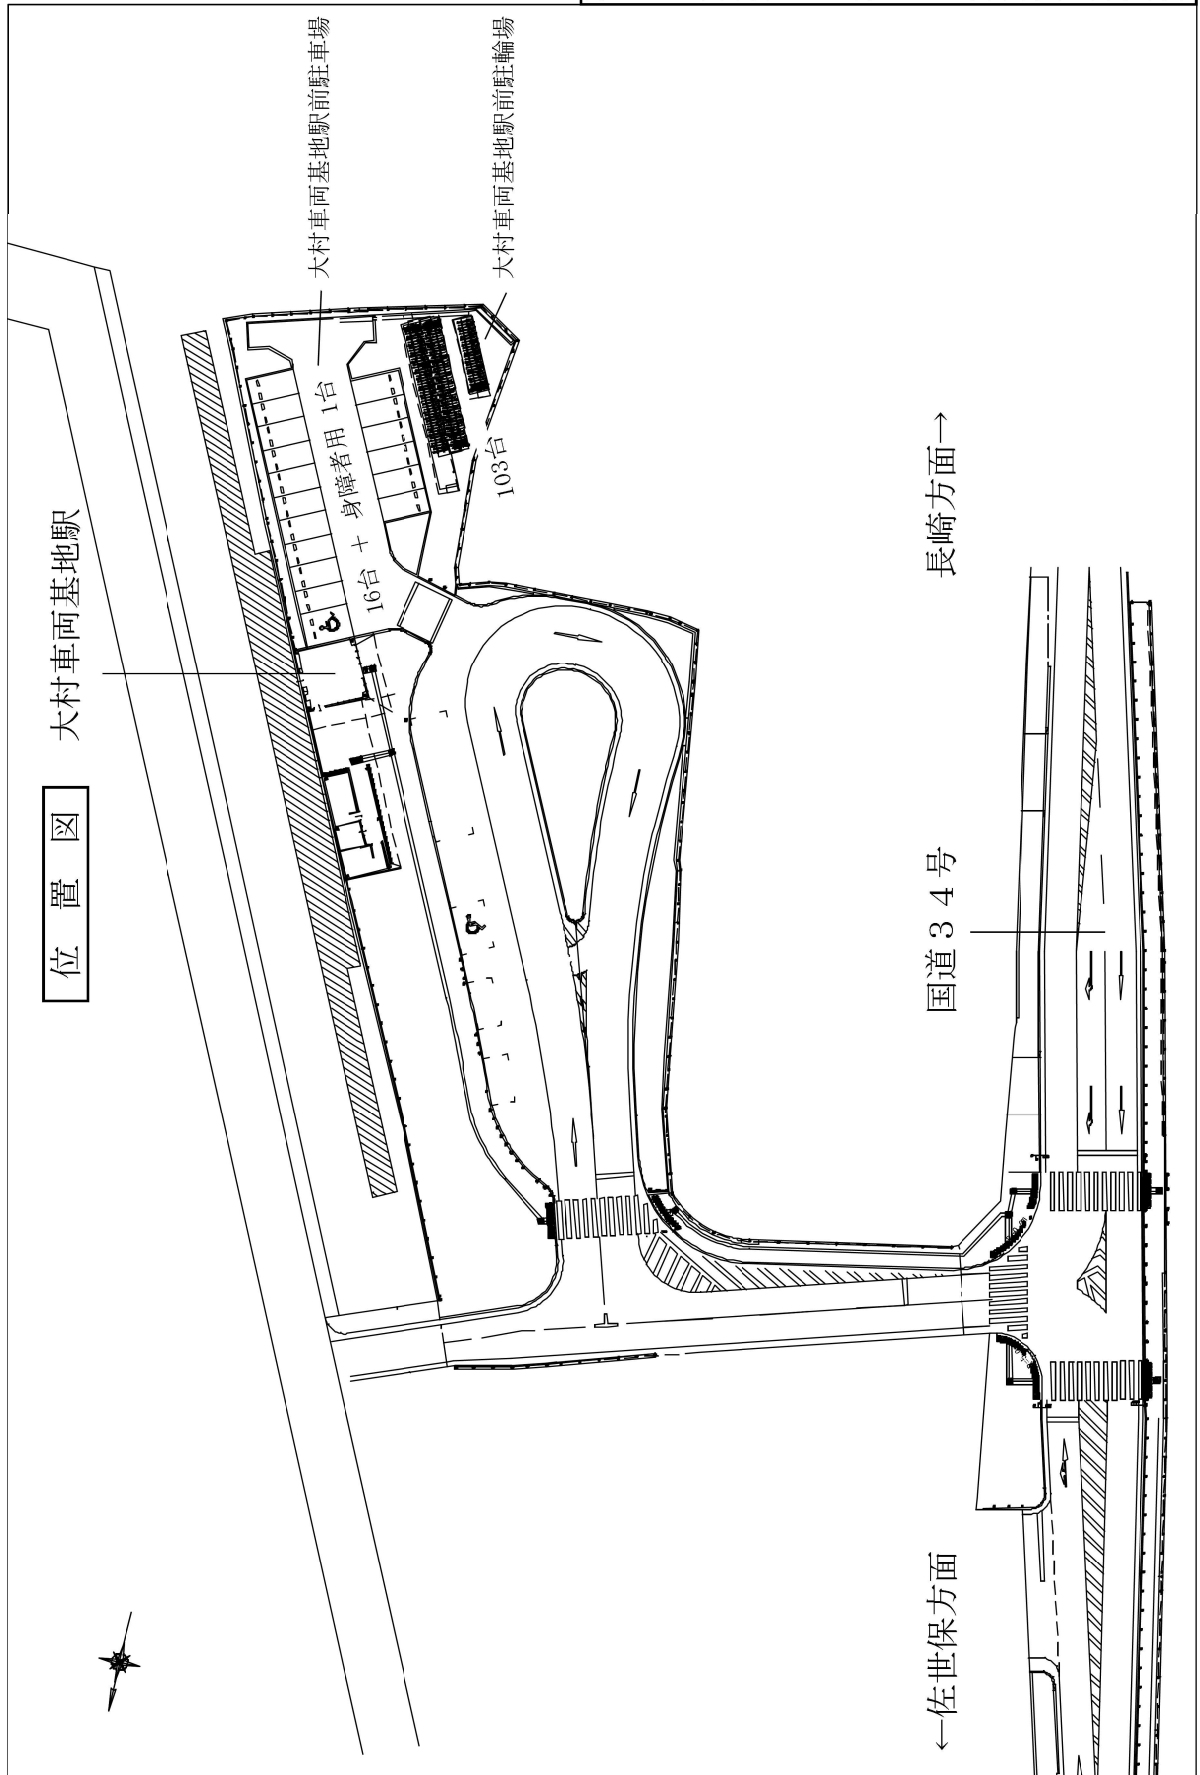 位置図
大村車両基地駅
大村車両基地駅前駐車場
大村車両基地駅前駐輪場
16台 + 身障者用 1台
103台
国道34号
長崎方面→
←佐世保方面